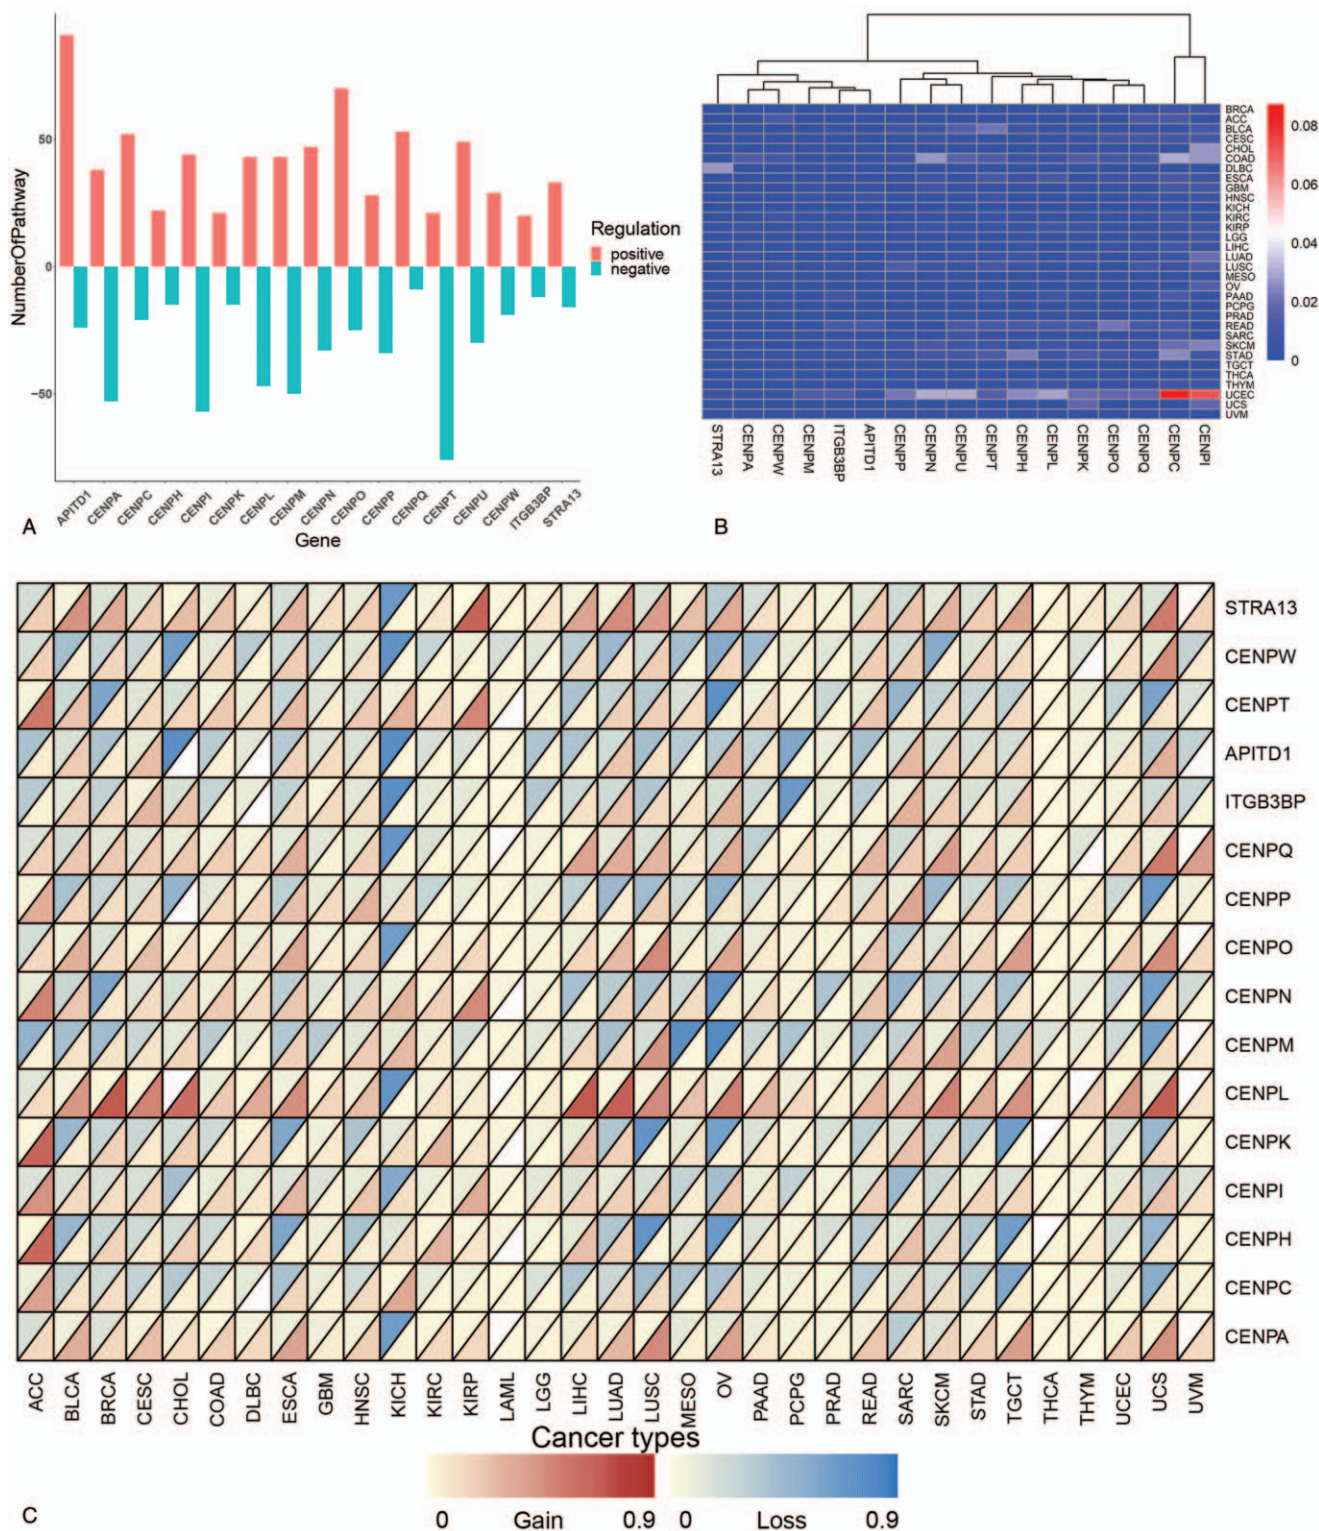 NumberOfPathway
50
0
−50
APITD1
CENPA
CENPC
CENPH
CENPI
CENPK
CENPL
CENPM
CENPN
CENPO
CENPP
CENPQ
CENPT
CENPU
CENPW
ITGB3BP
STRA13
Gene
Regulation
positive
negative
A
BRCA
ACC
BLCA
CESC
CHOL
COAD
DLBC
ESCA
GBM
HNSC
KICH
KIRC
KIRP
LGG
LIHC
LUAD
LUSC
MESO
OV
PAAD
PCPG
PRAD
READ
SARC
SKCM
STAD
TGCT
THCA
THYM
UCEC
UCS
UVM
0.08
0.06
0.04
0.02
0
STRA13
CENPA
CENPW
CENPM
ITGB3BP
APITD1
CENPP
CENPN
CENPU
CENPT
CENPH
CENPL
CENPK
CENPO
CENPQ
CENPC
CENPI
B
STRA13
CENPW
CENPT
APITD1
ITGB3BP
CENPQ
CENPP
CENPO
CENPN
CENPM
CENPL
CENPK
CENPI
CENPH
CENPC
CENPA
ACC
BLCA
BRCA
CESC
CHOL
COAD
DLBC
ESCA
GBM
HNSC
KICH
KIRC
KIRP
LAML
LGG
LIHC
LUAD
LUSC
MESO
OV
PAAD
PCPG
PRAD
READ
SARC
SKCM
STAD
TGCT
THCA
THYM
UCEC
UCS
UVM
Cancer types
0 Gain 0.9
0 Loss 0.9
C